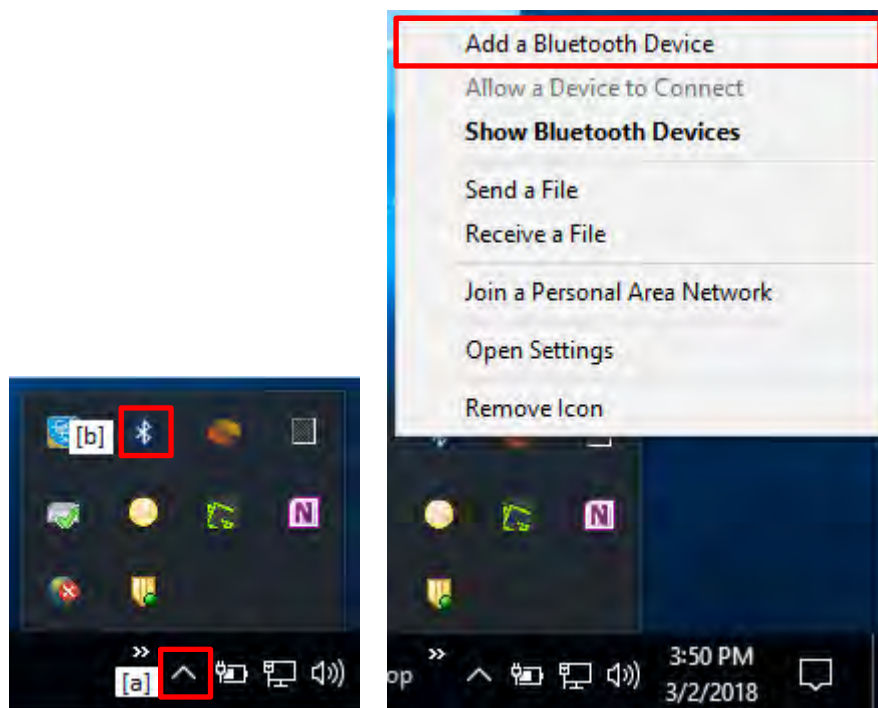 [b]
N
»
[a]
Add a Bluetooth Device
Allow a Device to Connect
Show Bluetooth Devices
Send a File
Receive a File
Join a Personal Area Network
Open Settings
Remove Icon
N
op » 3:50 PM
3/2/2018